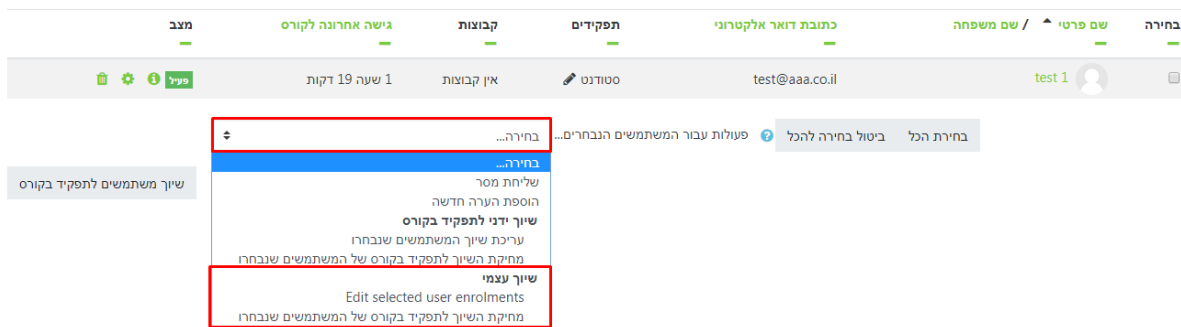 בחירה שם פרטי / שם משפחה כתובת דואר אלקטרוני תפקידים קבוצות גישה אחרונה לקורס מצב
test 1 test@aaa.co.il סטודנט אין קבוצות 1 שעה 19 דקות פעיל
בחירת הכל ביטול בחירה להכל פעולות עבור המשתמשים הנבחרים... בחירה...
בחירה...
שליחת מסר
שיוך משתמשים לתפקיד בקורס
הוספת הערה חדשה
שיוך ידני לתפקיד בקורס
עריכת שיוך המשתמשים שנבחרו
מחיקת השיוך לתפקיד בקורס של המשתמשים שנבחרו
שיוך עצמי
Edit selected user enrolments
מחיקת השיוך לתפקיד בקורס של המשתמשים שנבחרו